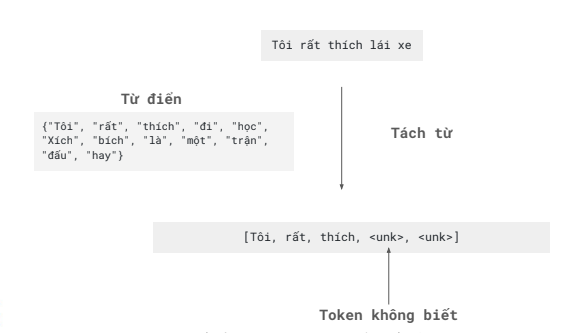 Tôi rất thích lái xe
Từ điển
{"Tôi", "rất", "thích", "đi", "học",
"Xích", "bích", "là", "một", "trận",
"đấu", "hay"}
Tách từ
[Tôi, rất, thích, <unk>, <unk>]
Token không biết